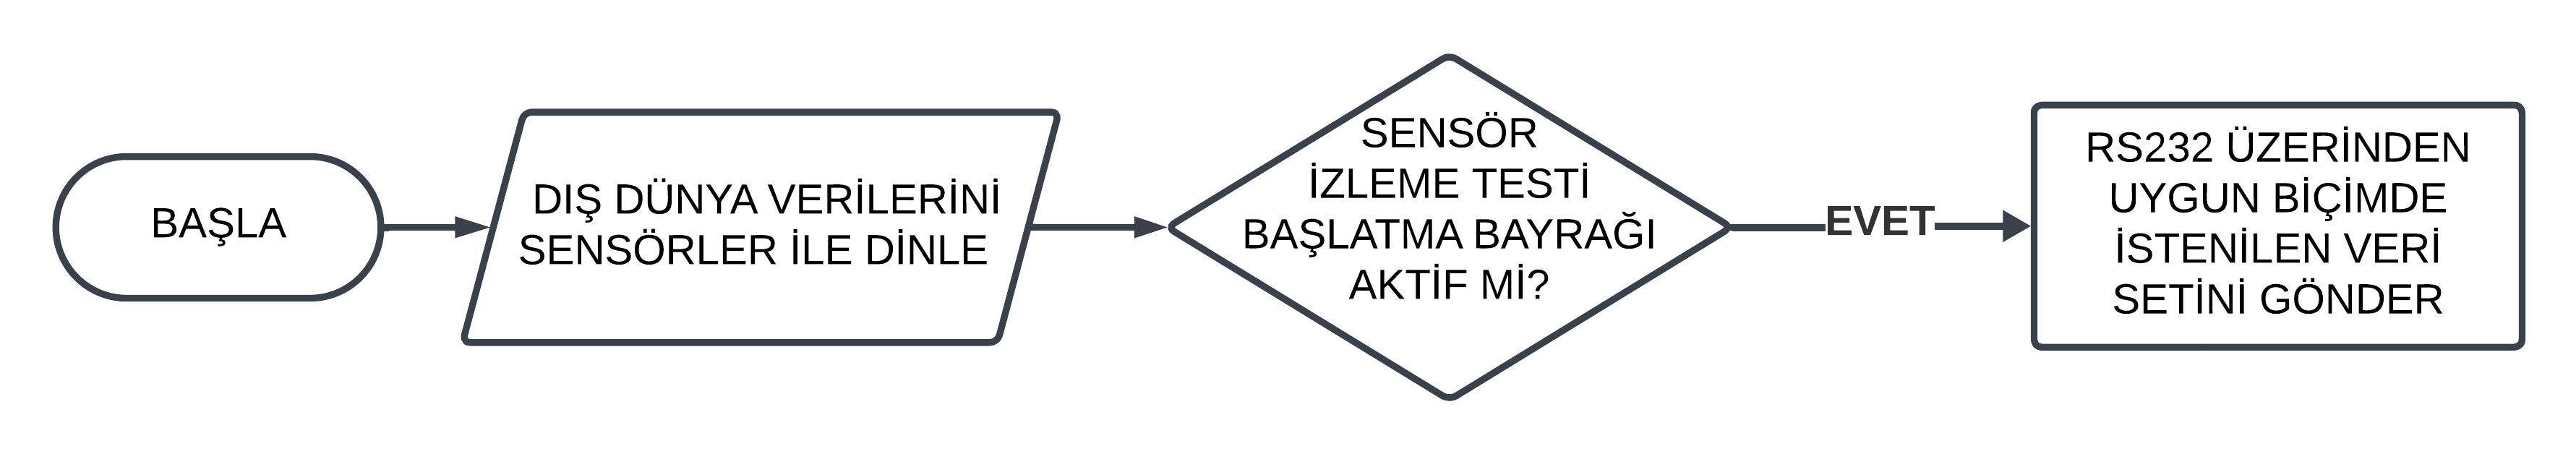 BAŞLA
DIŞ DÜNYA VERİLERİNİ
SENSÖRLER İLE DİNLE
SENSÖR
İZLEME TESTİ
BAŞLATMA BAYRAĞI
AKTİF Mİ?
EVET
RS232 ÜZERİNDEN
UYGUN BİÇİMDE
İSTENİLEN VERİ
SETİNİ GÖNDER